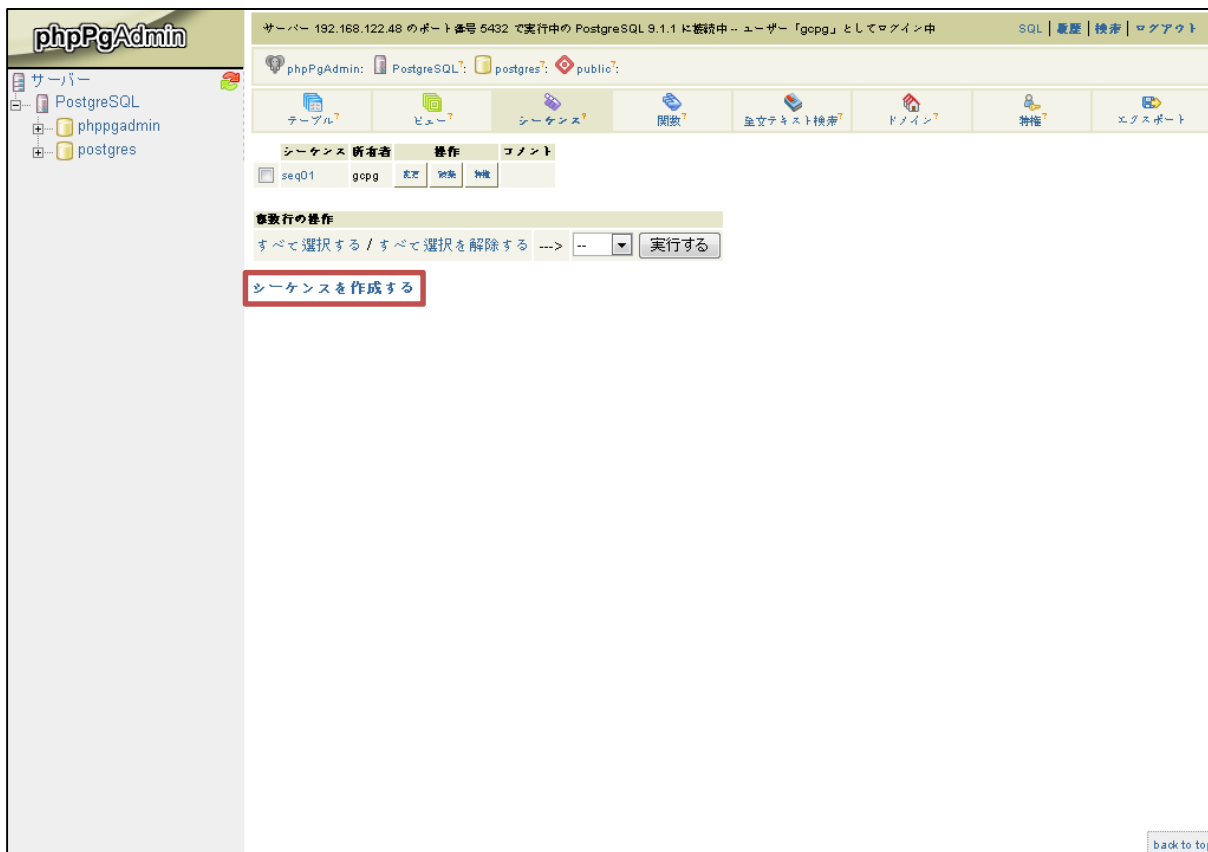 phpPgAdmin
サーバー 192.168.122.48 のポート番号 5432 で実行中の PostgreSQL 9.1.1 に接続中 -- ユーザー「gcpg」としてログイン中
SQL | 履歴 | 検索 | ログアウト
phpPgAdmin: PostgreSQL?: postgres?: public?:
サーバー
PostgreSQL
phppgadmin
postgres
テーブル? ビュー? シーケンス? 関数? 全文テキスト検索? ドメイン? 特権? エクスポート
シーケンス 所有者 操作 コメント
seq01 gcpg 変更 破棄 特権
複数行の操作
すべて選択する / すべて選択を解除する ---> -- 実行する
シーケンスを作成する
back to top